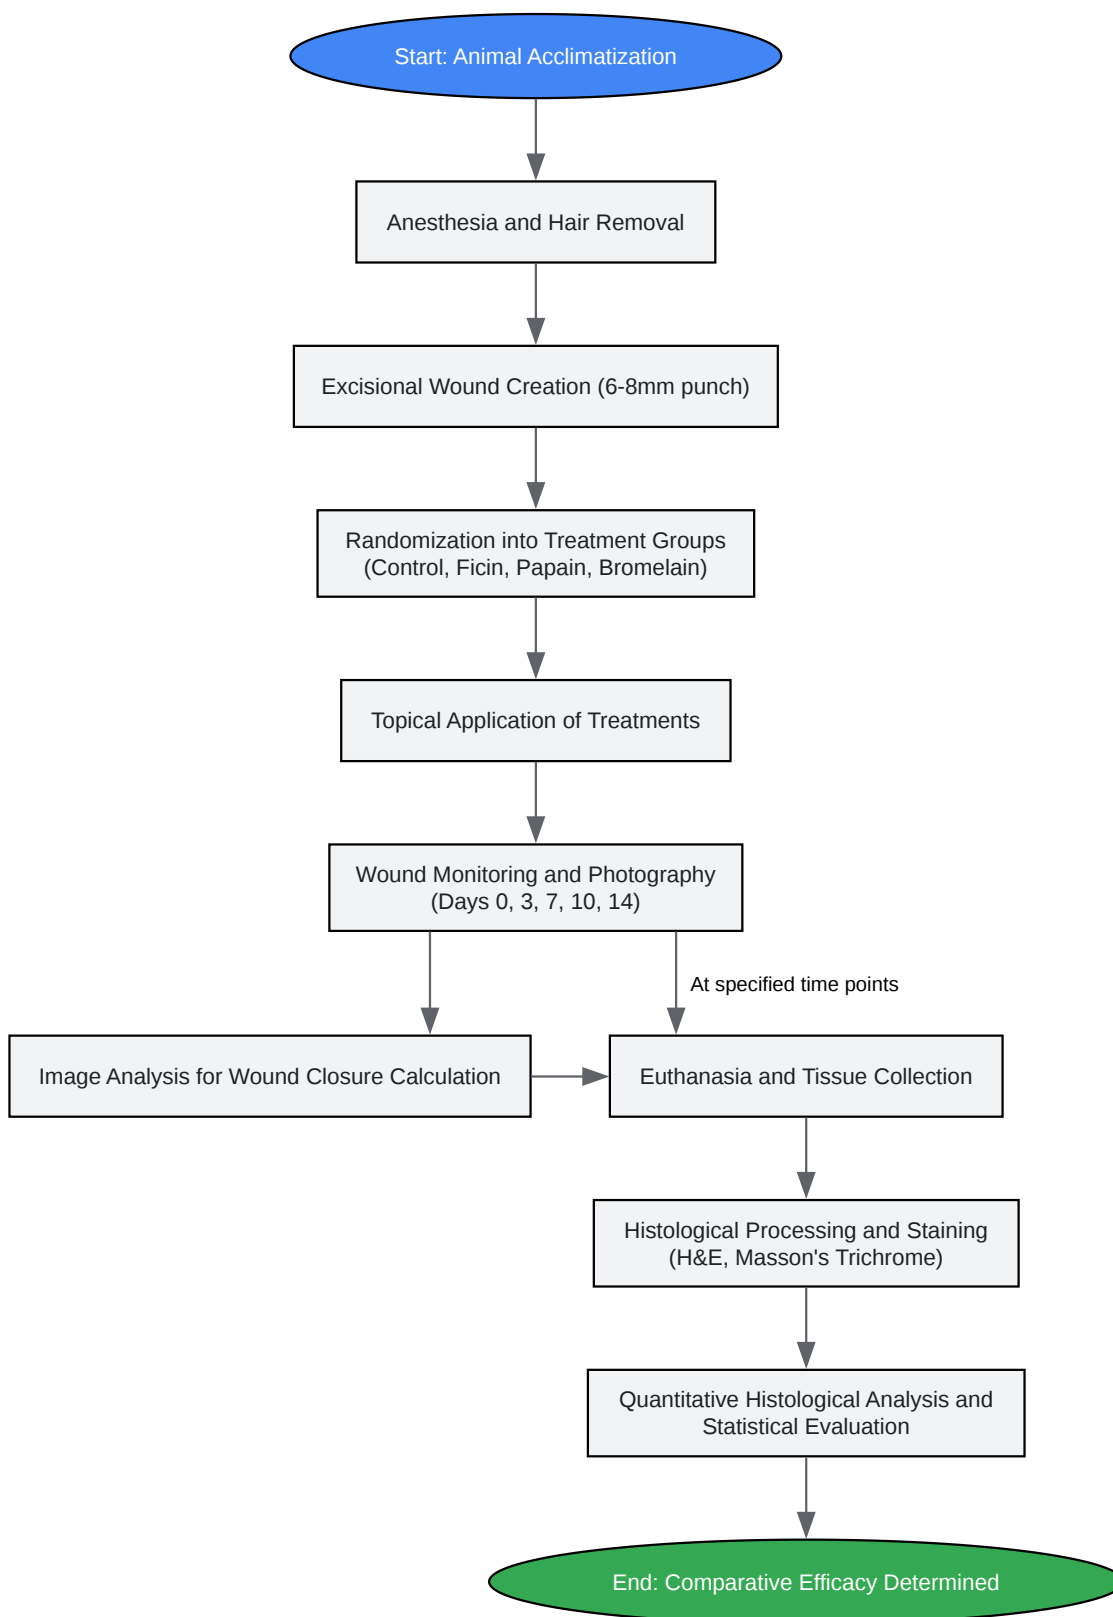 Start: Animal Acclimatization
Anesthesia and Hair Removal
Excisional Wound Creation (6-8mm punch)
Randomization into Treatment Groups
(Control, Ficin, Papain, Bromelain)
Topical Application of Treatments
Wound Monitoring and Photography
(Days 0, 3, 7, 10, 14)
At specified time points
Image Analysis for Wound Closure Calculation
Euthanasia and Tissue Collection
Histological Processing and Staining
(H&E, Masson's Trichrome)
Quantitative Histological Analysis and
Statistical Evaluation
End: Comparative Efficacy Determined